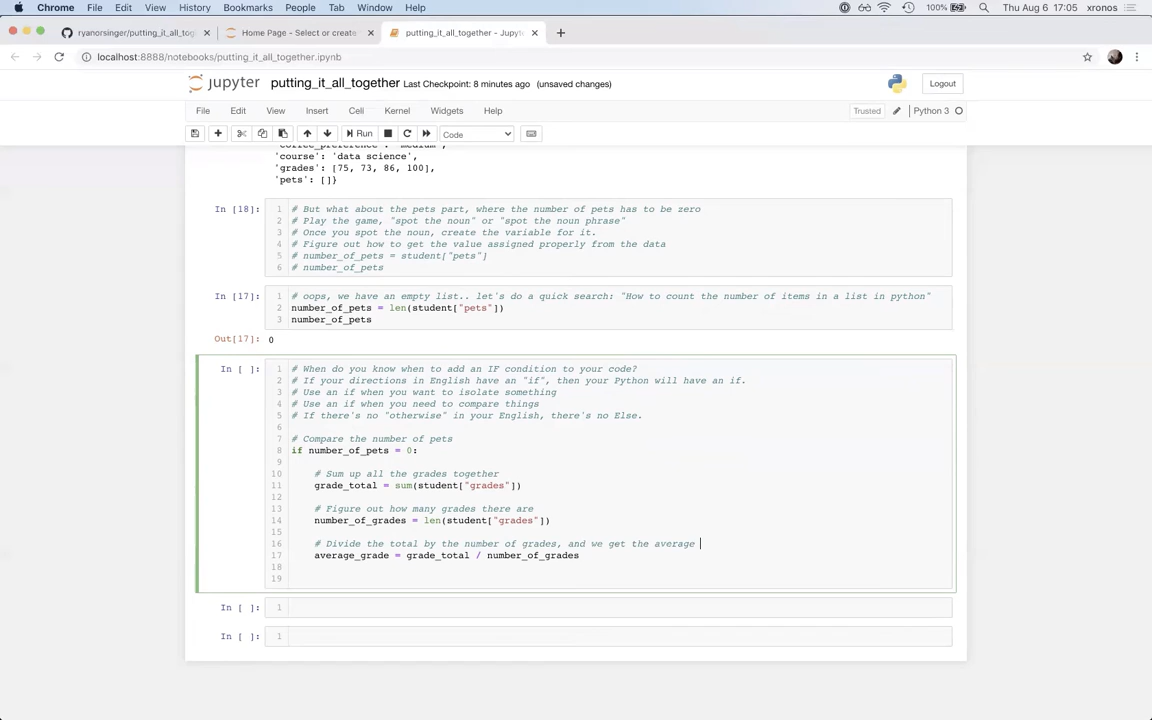 Chrome File Edit View History Bookmarks People Tab Window Help 100% Thu Aug 6 17:05 xronos
ryanorsinger/putting_it_all_tog Home Page - Select or create putting_it_all_together - Jupyt
localhost:8888/notebooks/putting_it_all_together.ipynb
jupyter putting_it_all_together Last Checkpoint: 8 minutes ago (unsaved changes) Logout
File Edit View Insert Cell Kernel Widgets Help Trusted Python 3
Run Code
'coffee_preference': 'medium',
'course': 'data science',
'grades': [75, 73, 86, 100],
'pets': []}
In [18]: 1 # But what about the pets part, where the number of pets has to be zero
2 # Play the game, "spot the noun" or "spot the noun phrase"
3 # Once you spot the noun, create the variable for it.
4 # Figure out how to get the value assigned properly from the data
5 # number_of_pets = student["pets"]
6 # number_of_pets
In [17]: 1 # oops, we have an empty list.. let's do a quick search: "How to count the number of items in a list in python"
2 number_of_pets = len(student["pets"])
3 number_of_pets
Out[17]: 0
In [ ]: 1 # When do you know when to add an IF condition to your code?
2 # If your directions in English have an "if", then your Python will have an if.
3 # Use an if when you want to isolate something
4 # Use an if when you need to compare things
5 # If there's no "otherwise" in your English, there's no Else.
6
7 # Compare the number of pets
8 if number_of_pets = 0:
9
10 # Sum up all the grades together
11 grade_total = sum(student["grades"])
12
13 # Figure out how many grades there are
14 number_of_grades = len(student["grades"])
15
16 # Divide the total by the number of grades, and we get the average
17 average_grade = grade_total / number_of_grades
18
19
In [ ]: 1
In [ ]: 1